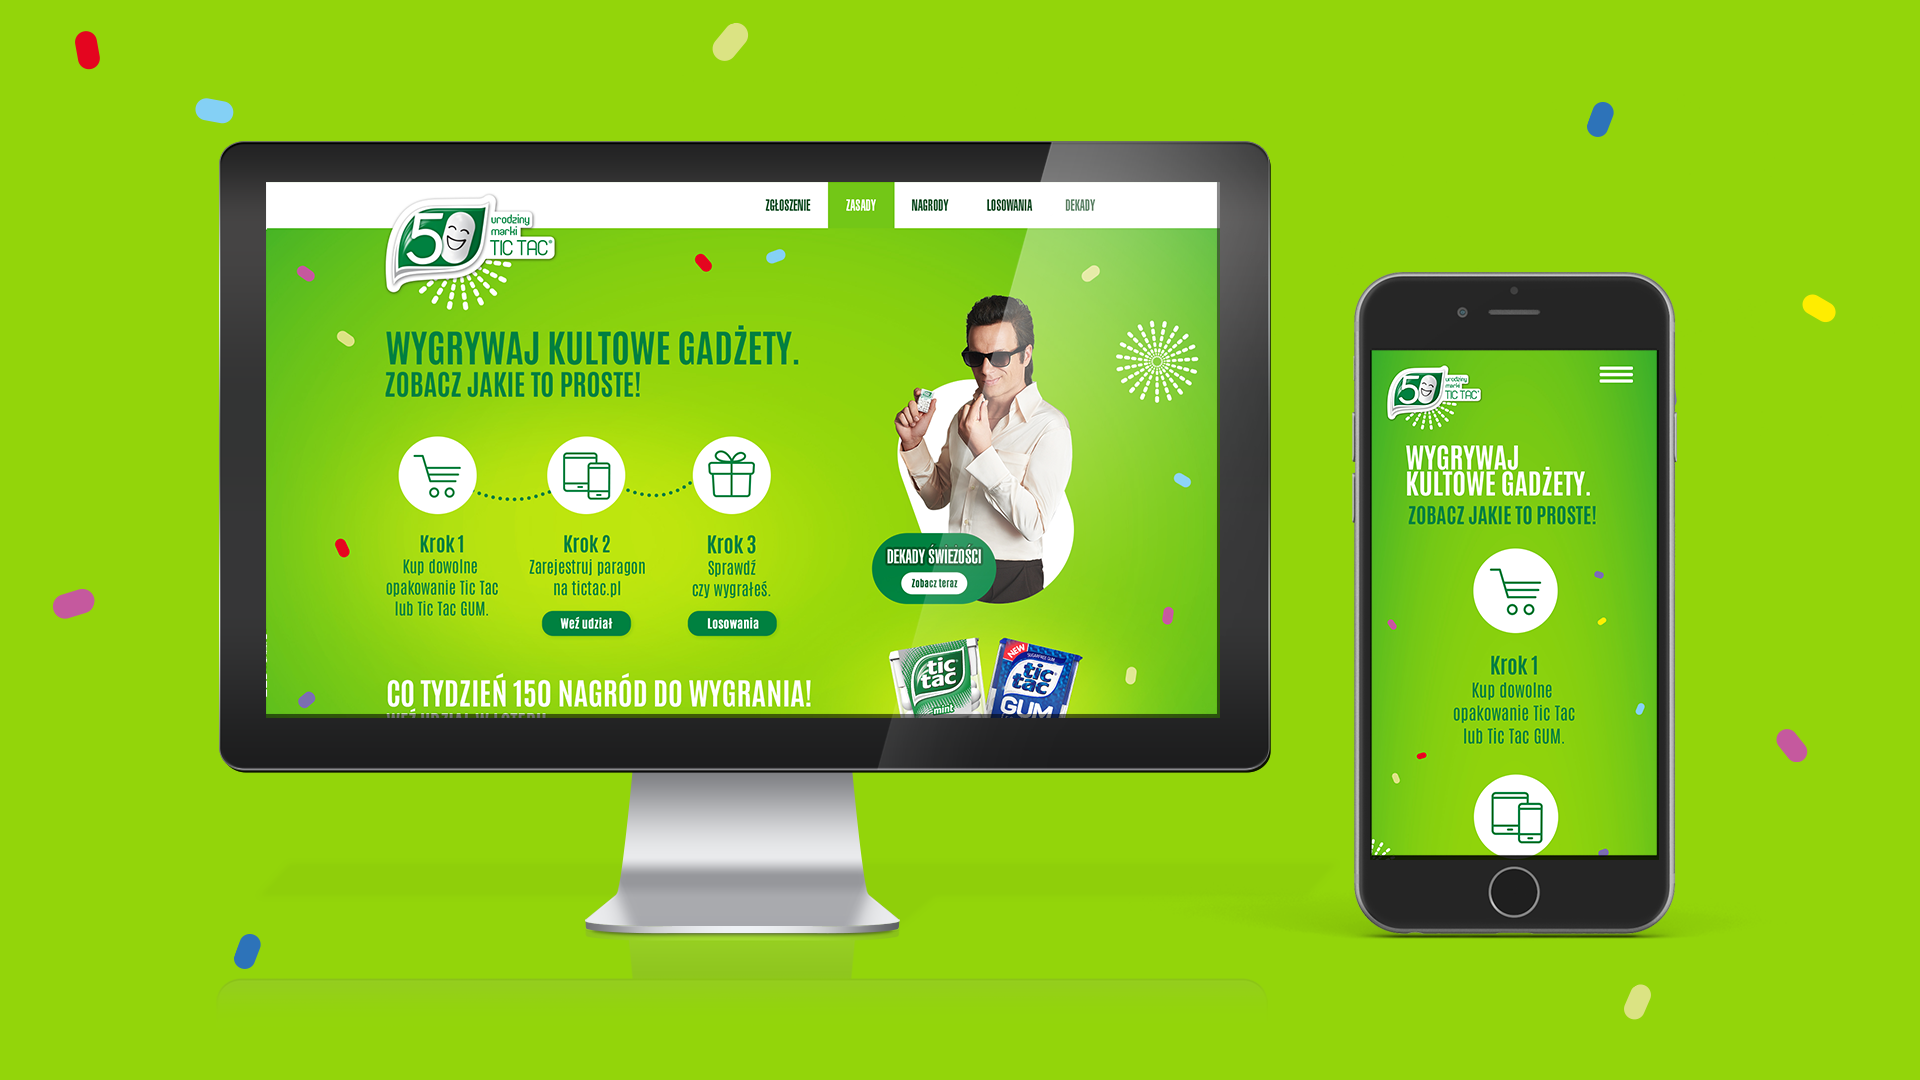 ZGŁOSZENIE
ZASADY
NAGRODY
LOSOWANIA
DEKADY
50
urodziny
marki
TIC TAC®
WYGRYWAJ KULTOWE GADŻETY.
ZOBACZ JAKIE TO PROSTE!
Krok 1
Kup dowolne
opakowanie Tic Tac
lub Tic Tac GUM.
Krok 2
Zarejestruj paragon
na tictac.pl
Weź udział
Krok 3
Sprawdź
czy wygrałeś.
Losowania
DEKADY ŚWIEŻOŚCI
Zobacz teraz
CO TYDZIEŃ 150 NAGRÓD DO WYGRANIA!
tic
tac
mint
NEW
SUGARFREE GUM
tic
tac
GUM
50
urodziny
marki
TIC TAC®
WYGRYWAJ
KULTOWE GADŻETY.
ZOBACZ JAKIE TO PROSTE!
Krok 1
Kup dowolne
opakowanie Tic Tac
lub Tic Tac GUM.